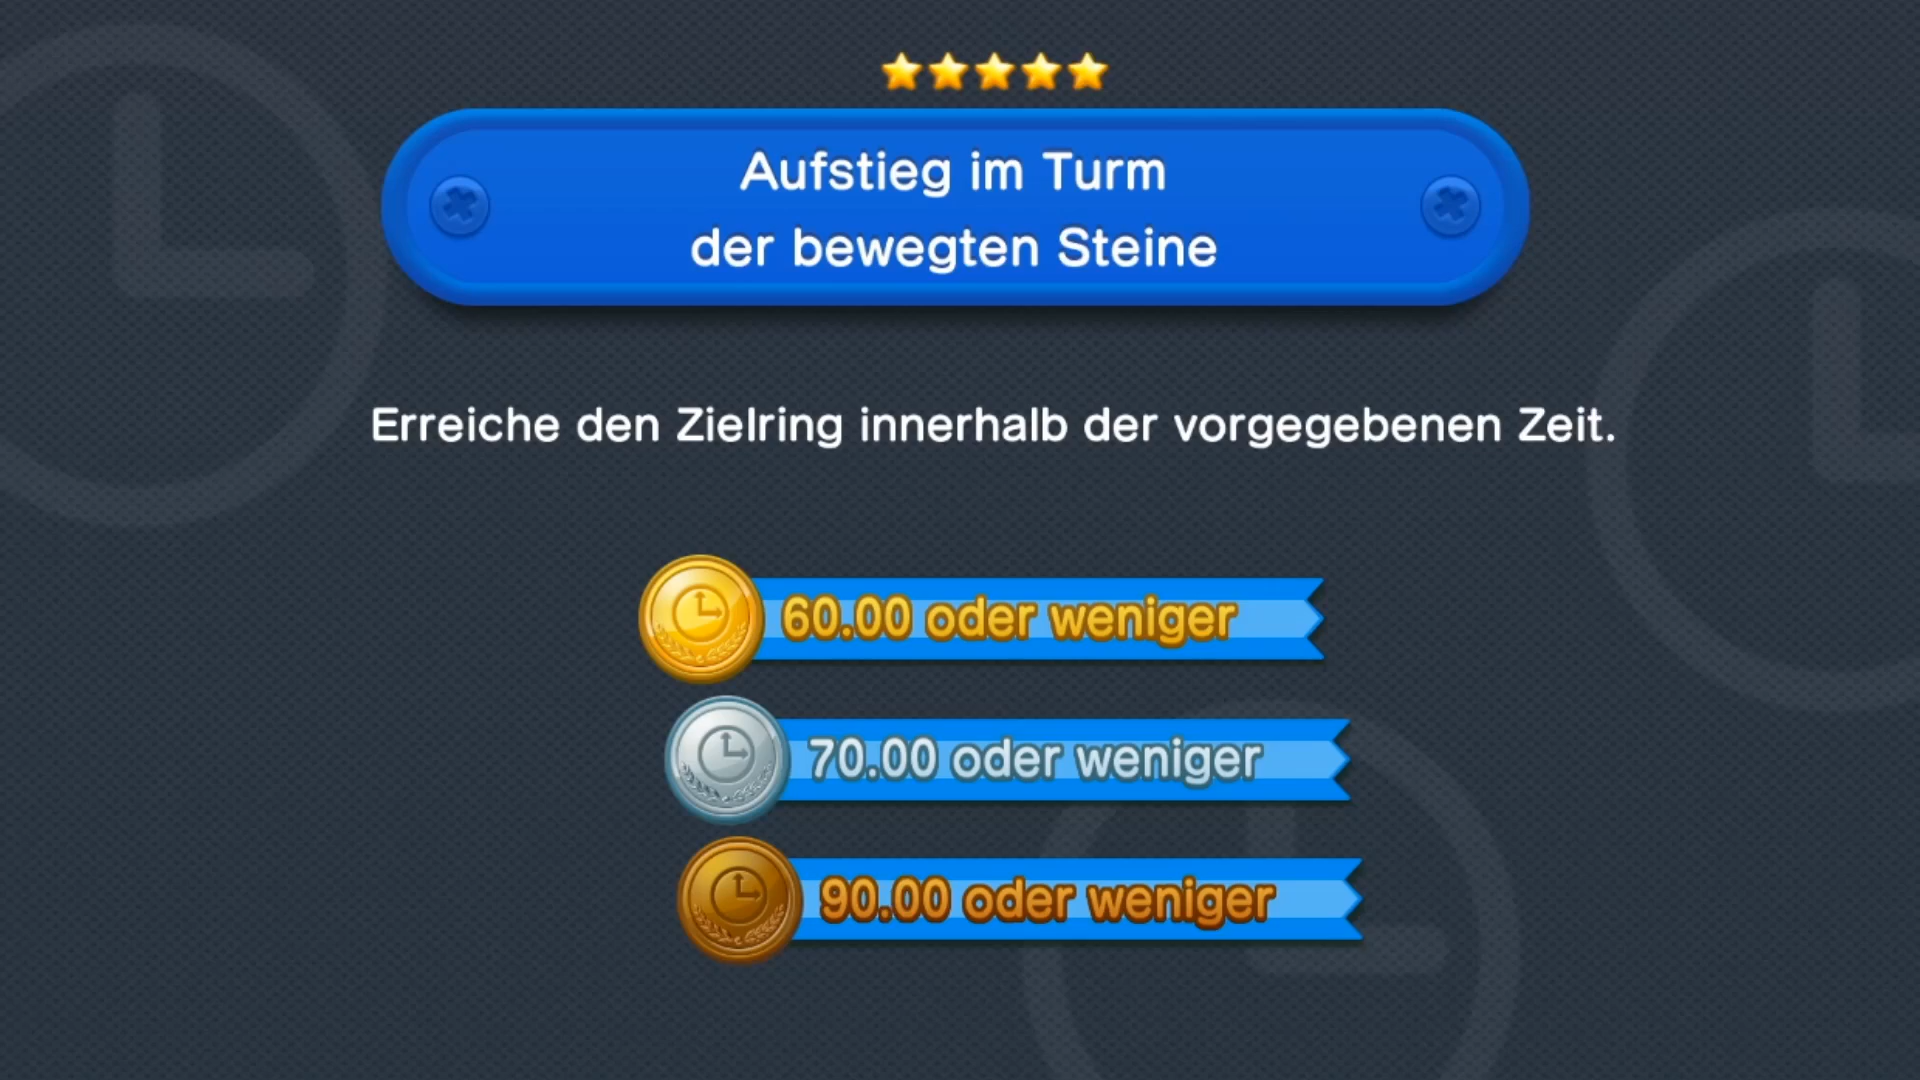 Aufstieg im Turm
der bewegten Steine
Erreiche den Zielring innerhalb der vorgegebenen Zeit.
60.00 oder weniger
70.00 oder weniger
90.00 oder weniger